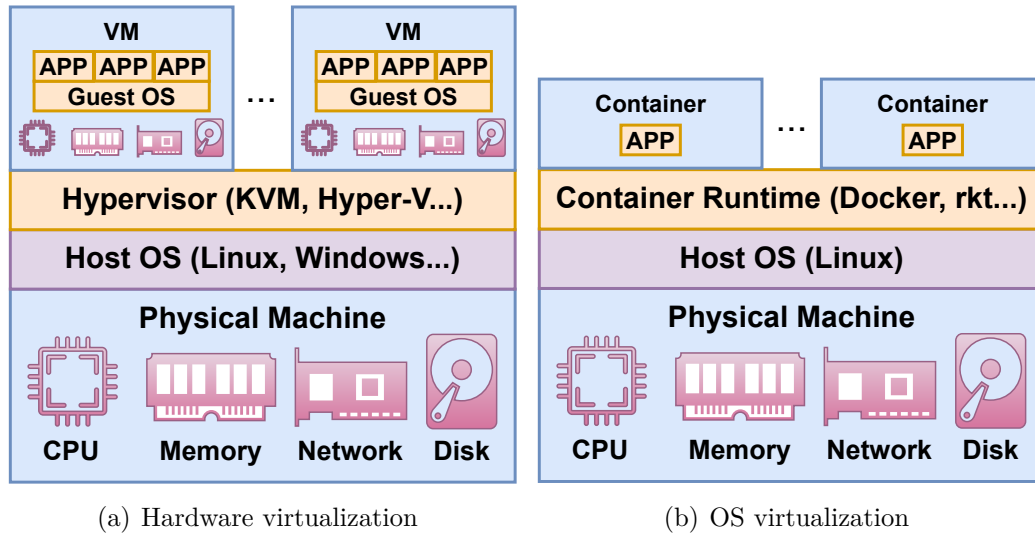 VM
APP APP APP
Guest OS
...
VM
APP APP APP
Guest OS
Hypervisor (KVM, Hyper-V...)
Host OS (Linux, Windows...)
Physical Machine
CPU Memory Network Disk
(a) Hardware virtualization
Container
APP
...
Container
APP
Container Runtime (Docker, rkt...)
Host OS (Linux)
Physical Machine
CPU Memory Network Disk
(b) OS virtualization